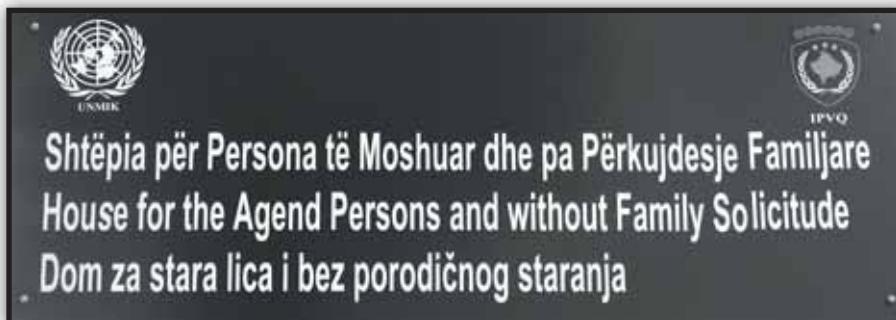 UNMIK
IPVQ
Shtëpia për Persona të Moshuar dhe pa Përkujdesje Familjare
House for the Agend Persons and without Family Solicitude
Dom za stara lica i bez porodičnog staranja